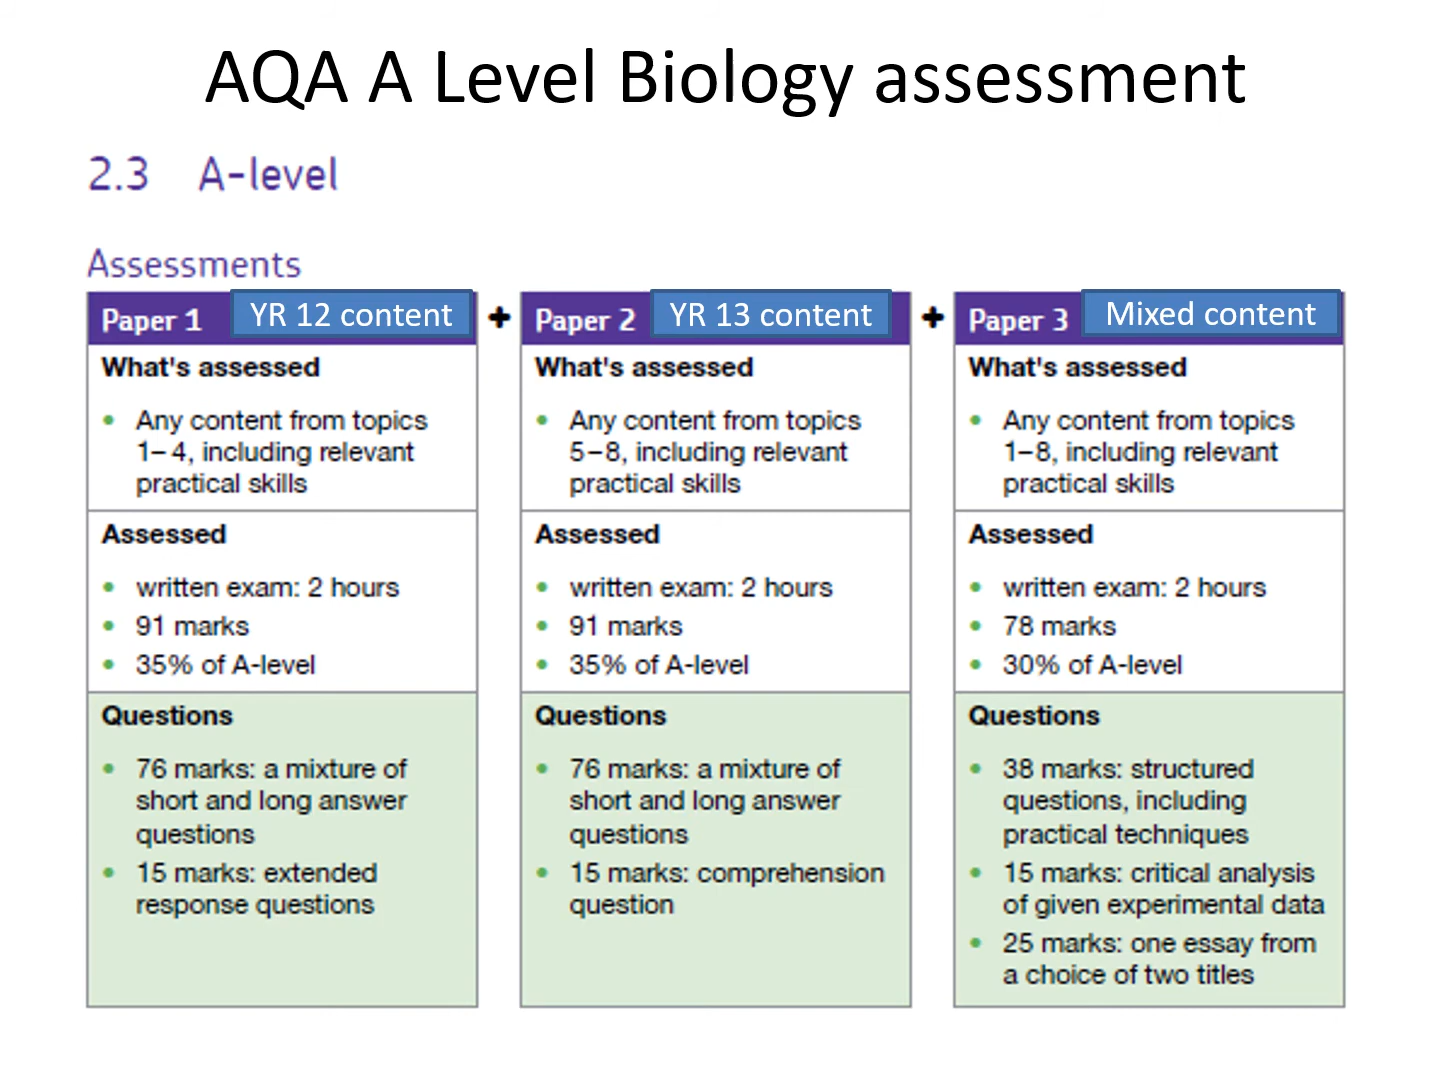 AQA A Level Biology assessment
2.3 A-level
Assessments
Paper 1 YR 12 content
What's assessed
• Any content from topics
1–4, including relevant
practical skills
Assessed
• written exam: 2 hours
• 91 marks
• 35% of A-level
Questions
• 76 marks: a mixture of
short and long answer
questions
• 15 marks: extended
response questions
+
Paper 2 YR 13 content
What's assessed
• Any content from topics
5–8, including relevant
practical skills
Assessed
• written exam: 2 hours
• 91 marks
• 35% of A-level
Questions
• 76 marks: a mixture of
short and long answer
questions
• 15 marks: comprehension
question
+
Paper 3 Mixed content
What's assessed
• Any content from topics
1–8, including relevant
practical skills
Assessed
• written exam: 2 hours
• 78 marks
• 30% of A-level
Questions
• 38 marks: structured
questions, including
practical techniques
• 15 marks: critical analysis
of given experimental data
• 25 marks: one essay from
a choice of two titles